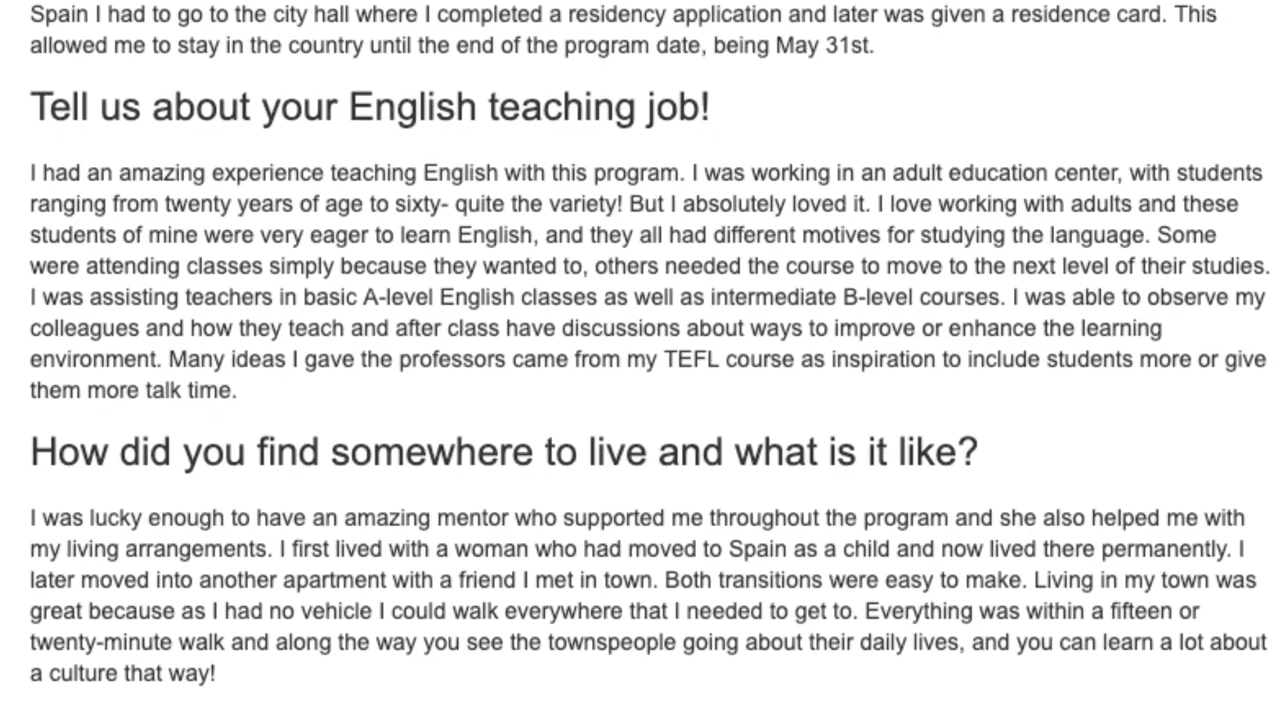 Spain I had to go to the city hall where I completed a residency application and later was given a residence card. This
allowed me to stay in the country until the end of the program date, being May 31st.
Tell us about your English teaching job!
I had an amazing experience teaching English with this program. I was working in an adult education center, with students
ranging from twenty years of age to sixty- quite the variety! But I absolutely loved it. I love working with adults and these
students of mine were very eager to learn English, and they all had different motives for studying the language. Some
were attending classes simply because they wanted to, others needed the course to move to the next level of their studies.
I was assisting teachers in basic A-level English classes as well as intermediate B-level courses. I was able to observe my
colleagues and how they teach and after class have discussions about ways to improve or enhance the learning
environment. Many ideas I gave the professors came from my TEFL course as inspiration to include students more or give
them more talk time.
How did you find somewhere to live and what is it like?
I was lucky enough to have an amazing mentor who supported me throughout the program and she also helped me with
my living arrangements. I first lived with a woman who had moved to Spain as a child and now lived there permanently. I
later moved into another apartment with a friend I met in town. Both transitions were easy to make. Living in my town was
great because as I had no vehicle I could walk everywhere that I needed to get to. Everything was within a fifteen or
twenty-minute walk and along the way you see the townspeople going about their daily lives, and you can learn a lot about
a culture that way!